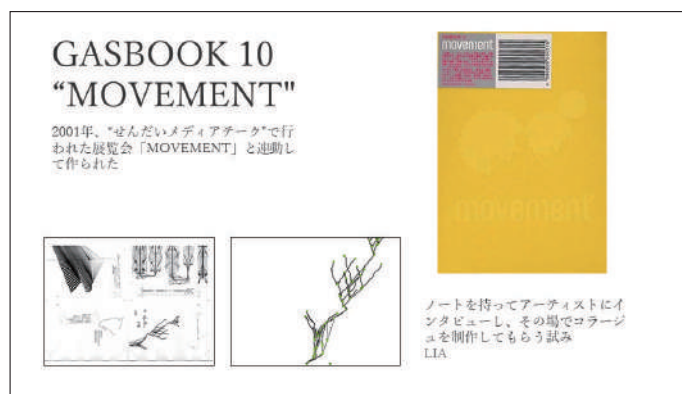 GASBOOK 10
“MOVEMENT"
2001年、“せんだいメディアテーク”で行
われた展覧会「MOVEMENT」と連動し
て作られた
movement
movement
ノートを持ってアーティストにイ
ンタビューし、その場でコラージ
ュを制作してもらう試み
LIA